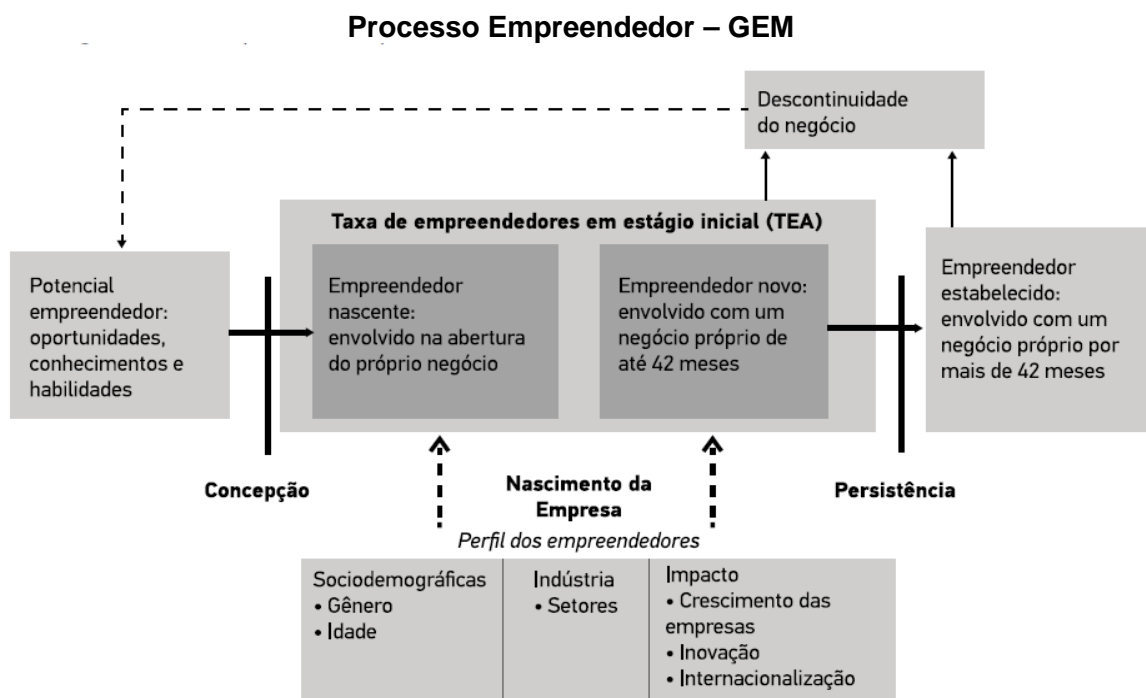 Processo Empreendedor – GEM
Descontinuidade
do negócio
Taxa de empreendedores em estágio inicial (TEA)
Potencial
empreendedor:
oportunidades,
conhecimentos e
habilidades
Empreendedor
nascente:
envolvido na abertura
do próprio negócio
Empreendedor novo:
envolvido com um
negócio próprio de
até 42 meses
Empreendedor
estabelecido:
envolvido com um
negócio próprio por
mais de 42 meses
Concepção
Nascimento da
Empresa
Persistência
Perfil dos empreendedores
Sociodemográficas
• Gênero
• Idade
Indústria
• Setores
Impacto
• Crescimento das
empresas
• Inovação
• Internacionalização